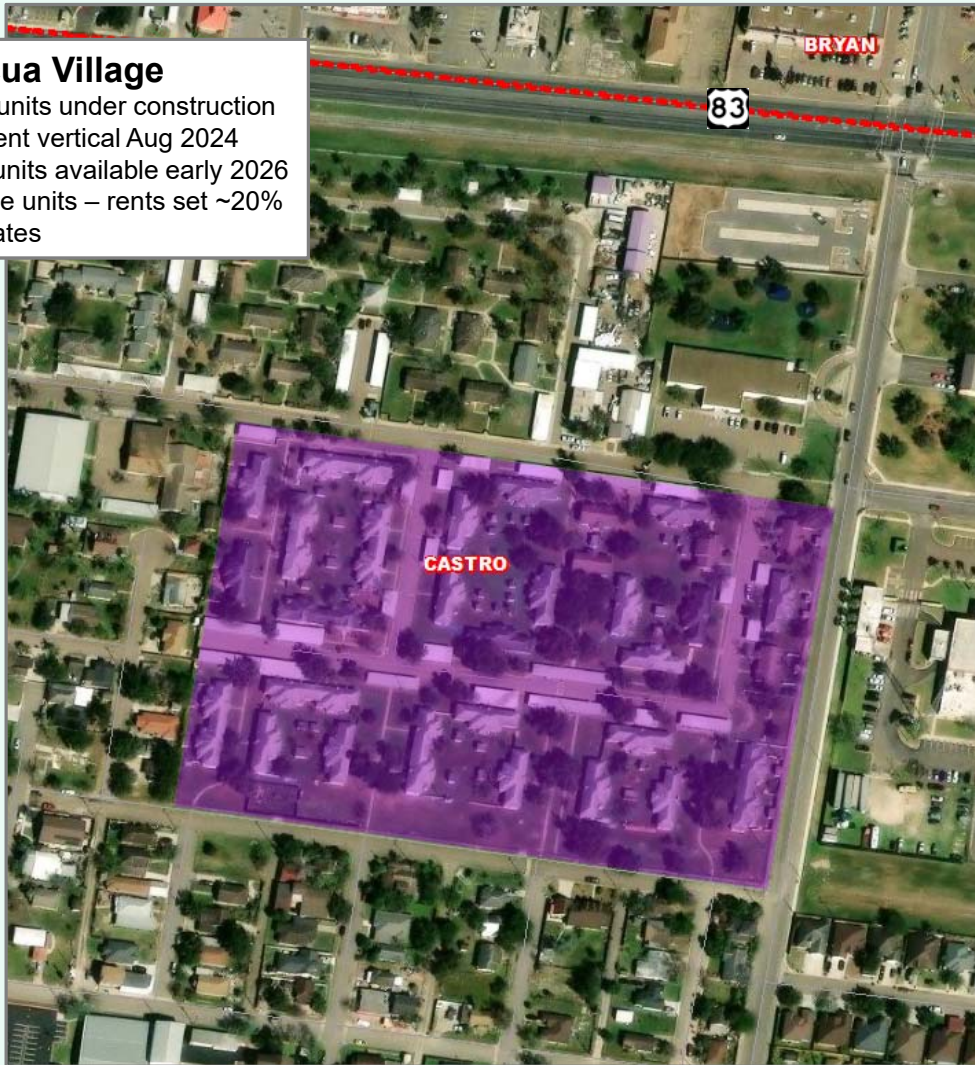 ua Village
units under construction
ent vertical Aug 2024
units available early 2026
e units – rents set ~20%
ates
BRYAN
83
CASTRO